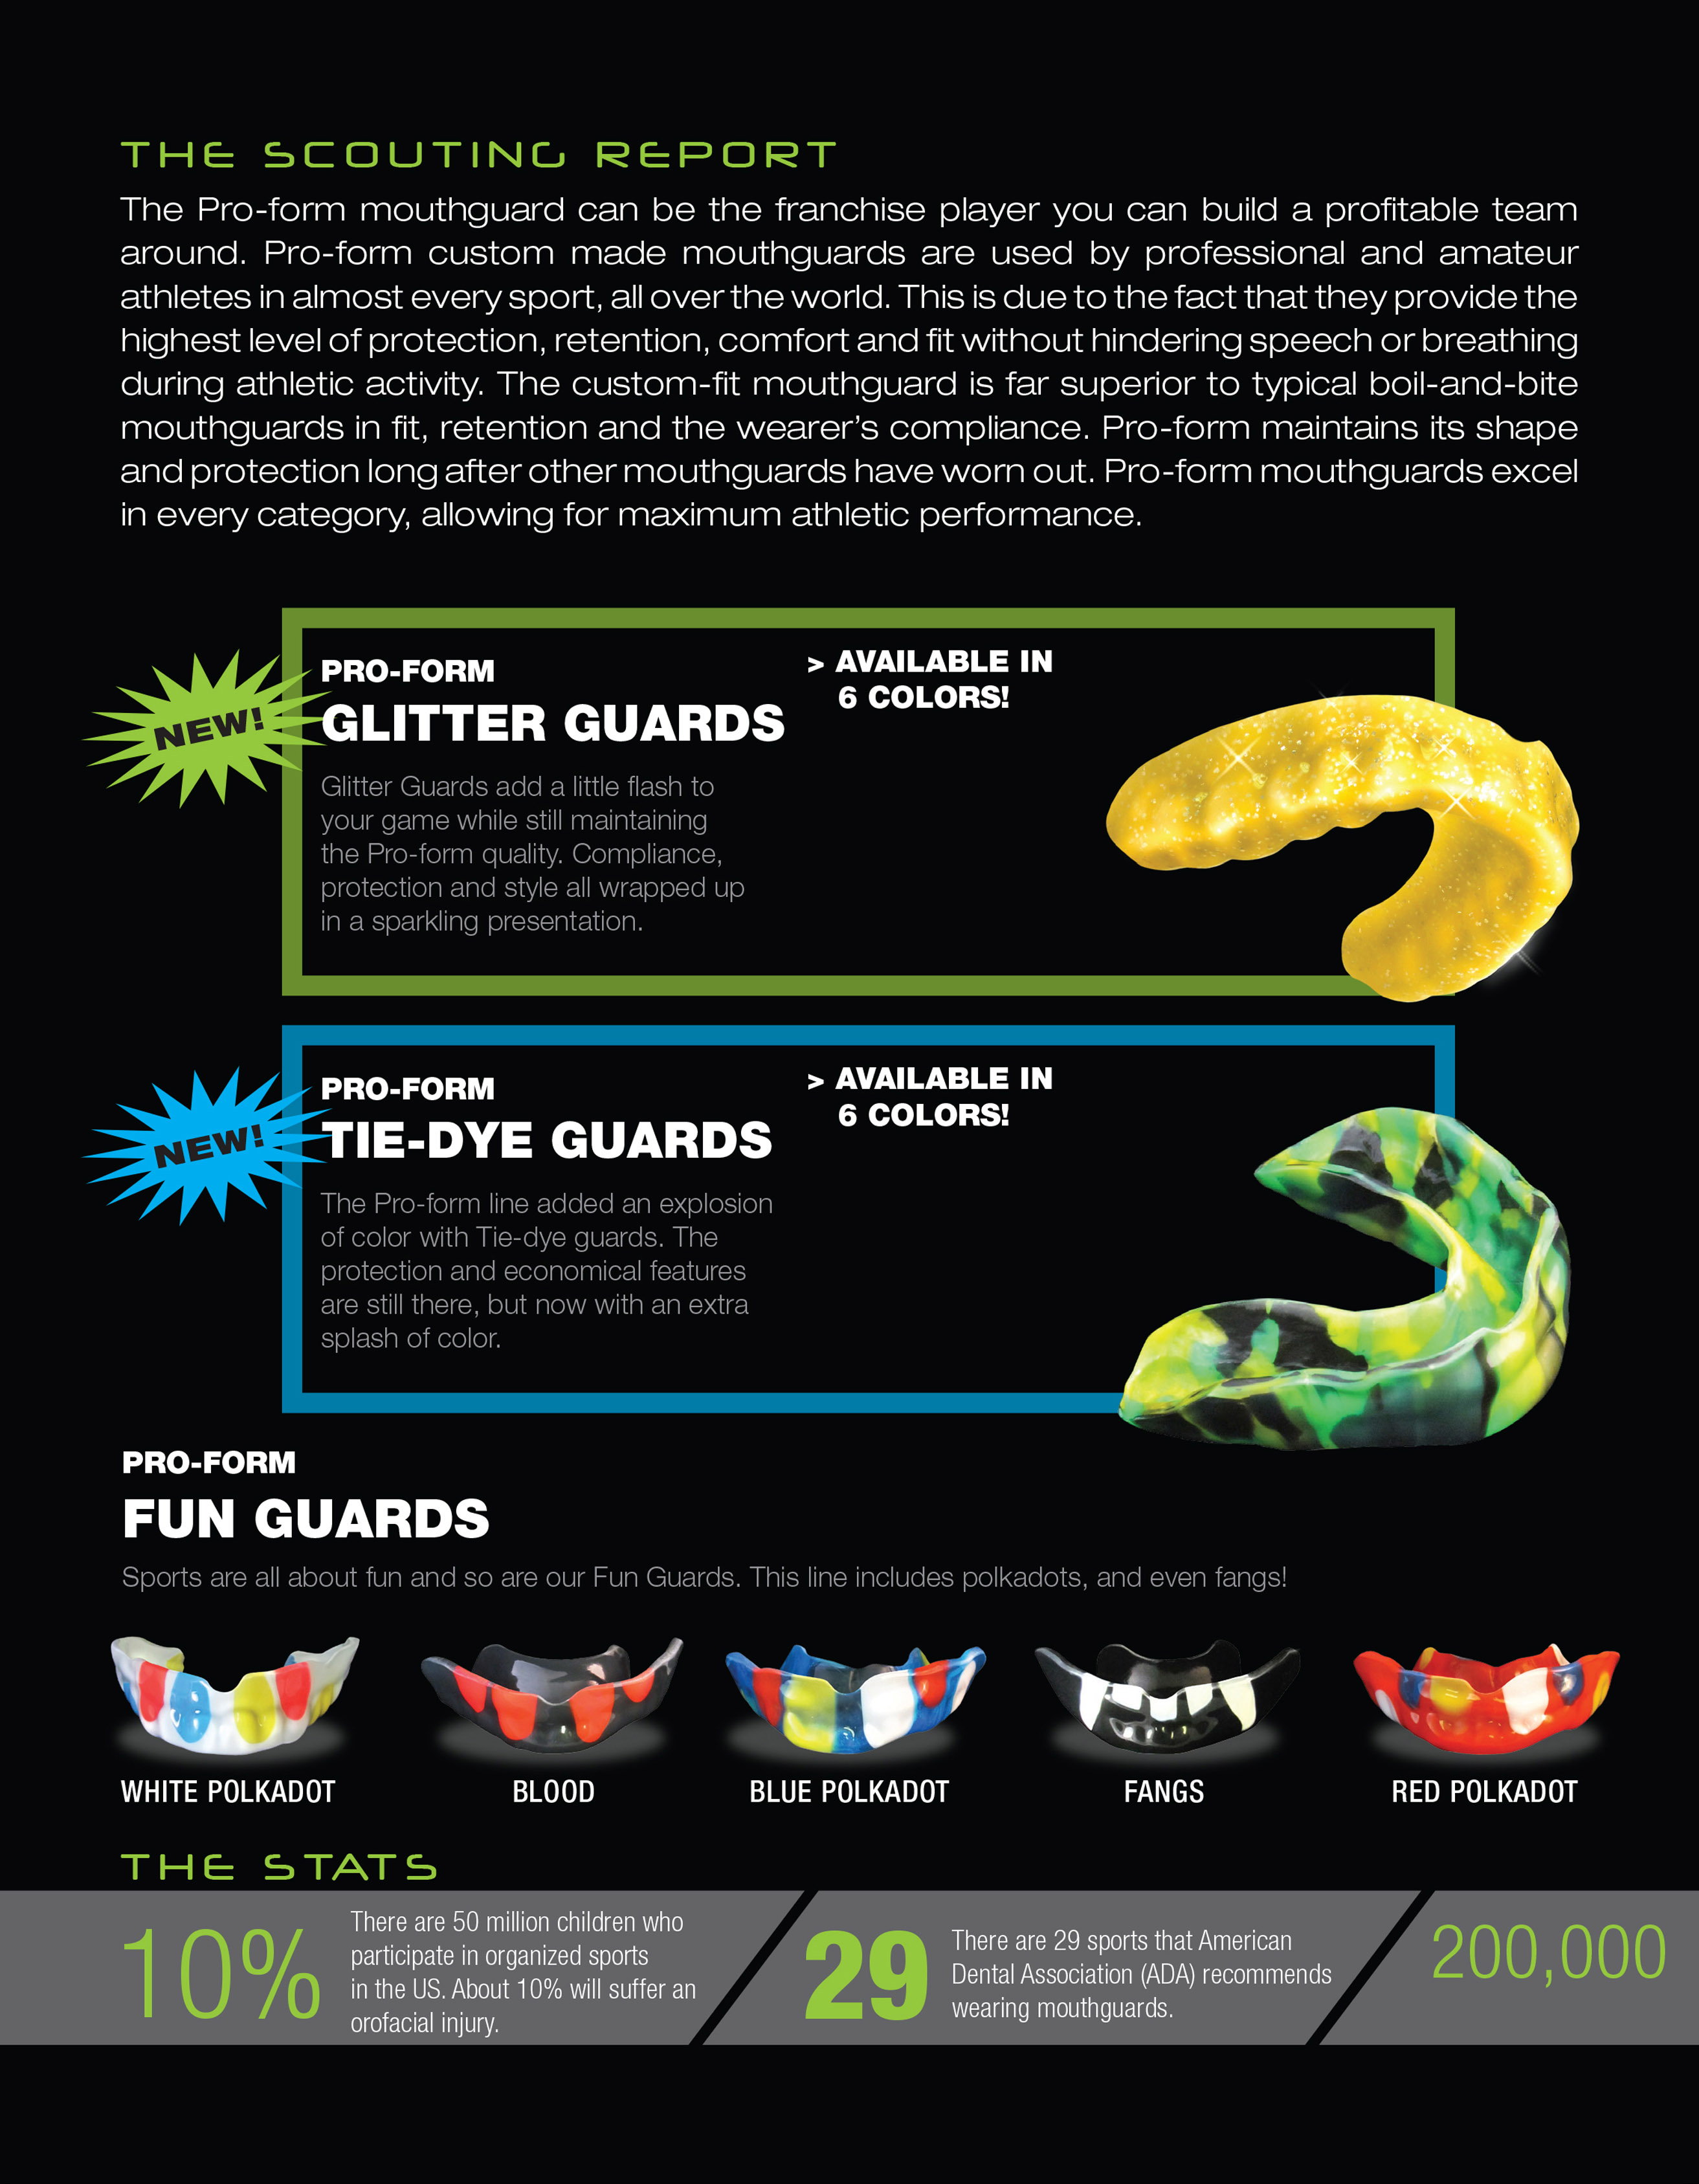 THE SCOUTING REPORT
The Pro-form mouthguard can be the franchise player you can build a profitable team
around. Pro-form custom made mouthguards are used by professional and amateur
athletes in almost every sport, all over the world. This is due to the fact that they provide the
highest level of protection, retention, comfort and fit without hindering speech or breathing
during athletic activity. The custom-fit mouthguard is far superior to typical boil-and-bite
mouthguards in fit, retention and the wearer's compliance. Pro-form maintains its shape
and protection long after other mouthguards have worn out. Pro-form mouthguards excel
in every category, allowing for maximum athletic performance.
NEW!
PRO-FORM
GLITTER GUARDS
Glitter Guards add a little flash to
your game while still maintaining
the Pro-form quality. Compliance,
protection and style all wrapped up
in a sparkling presentation.
> AVAILABLE IN
6 COLORS!
NEW!
PRO-FORM
TIE-DYE GUARDS
The Pro-form line added an explosion
of color with Tie-dye guards. The
protection and economical features
are still there, but now with an extra
splash of color.
> AVAILABLE IN
6 COLORS!
PRO-FORM
FUN GUARDS
Sports are all about fun and so are our Fun Guards. This line includes polkadots, and even fangs!
WHITE POLKADOT
BLOOD
BLUE POLKADOT
FANGS
RED POLKADOT
THE STATS
10%
There are 50 million children who
participate in organized sports
in the US. About 10% will suffer an
orofacial injury.
29
There are 29 sports that American
Dental Association (ADA) recommends
wearing mouthguards.
200,000